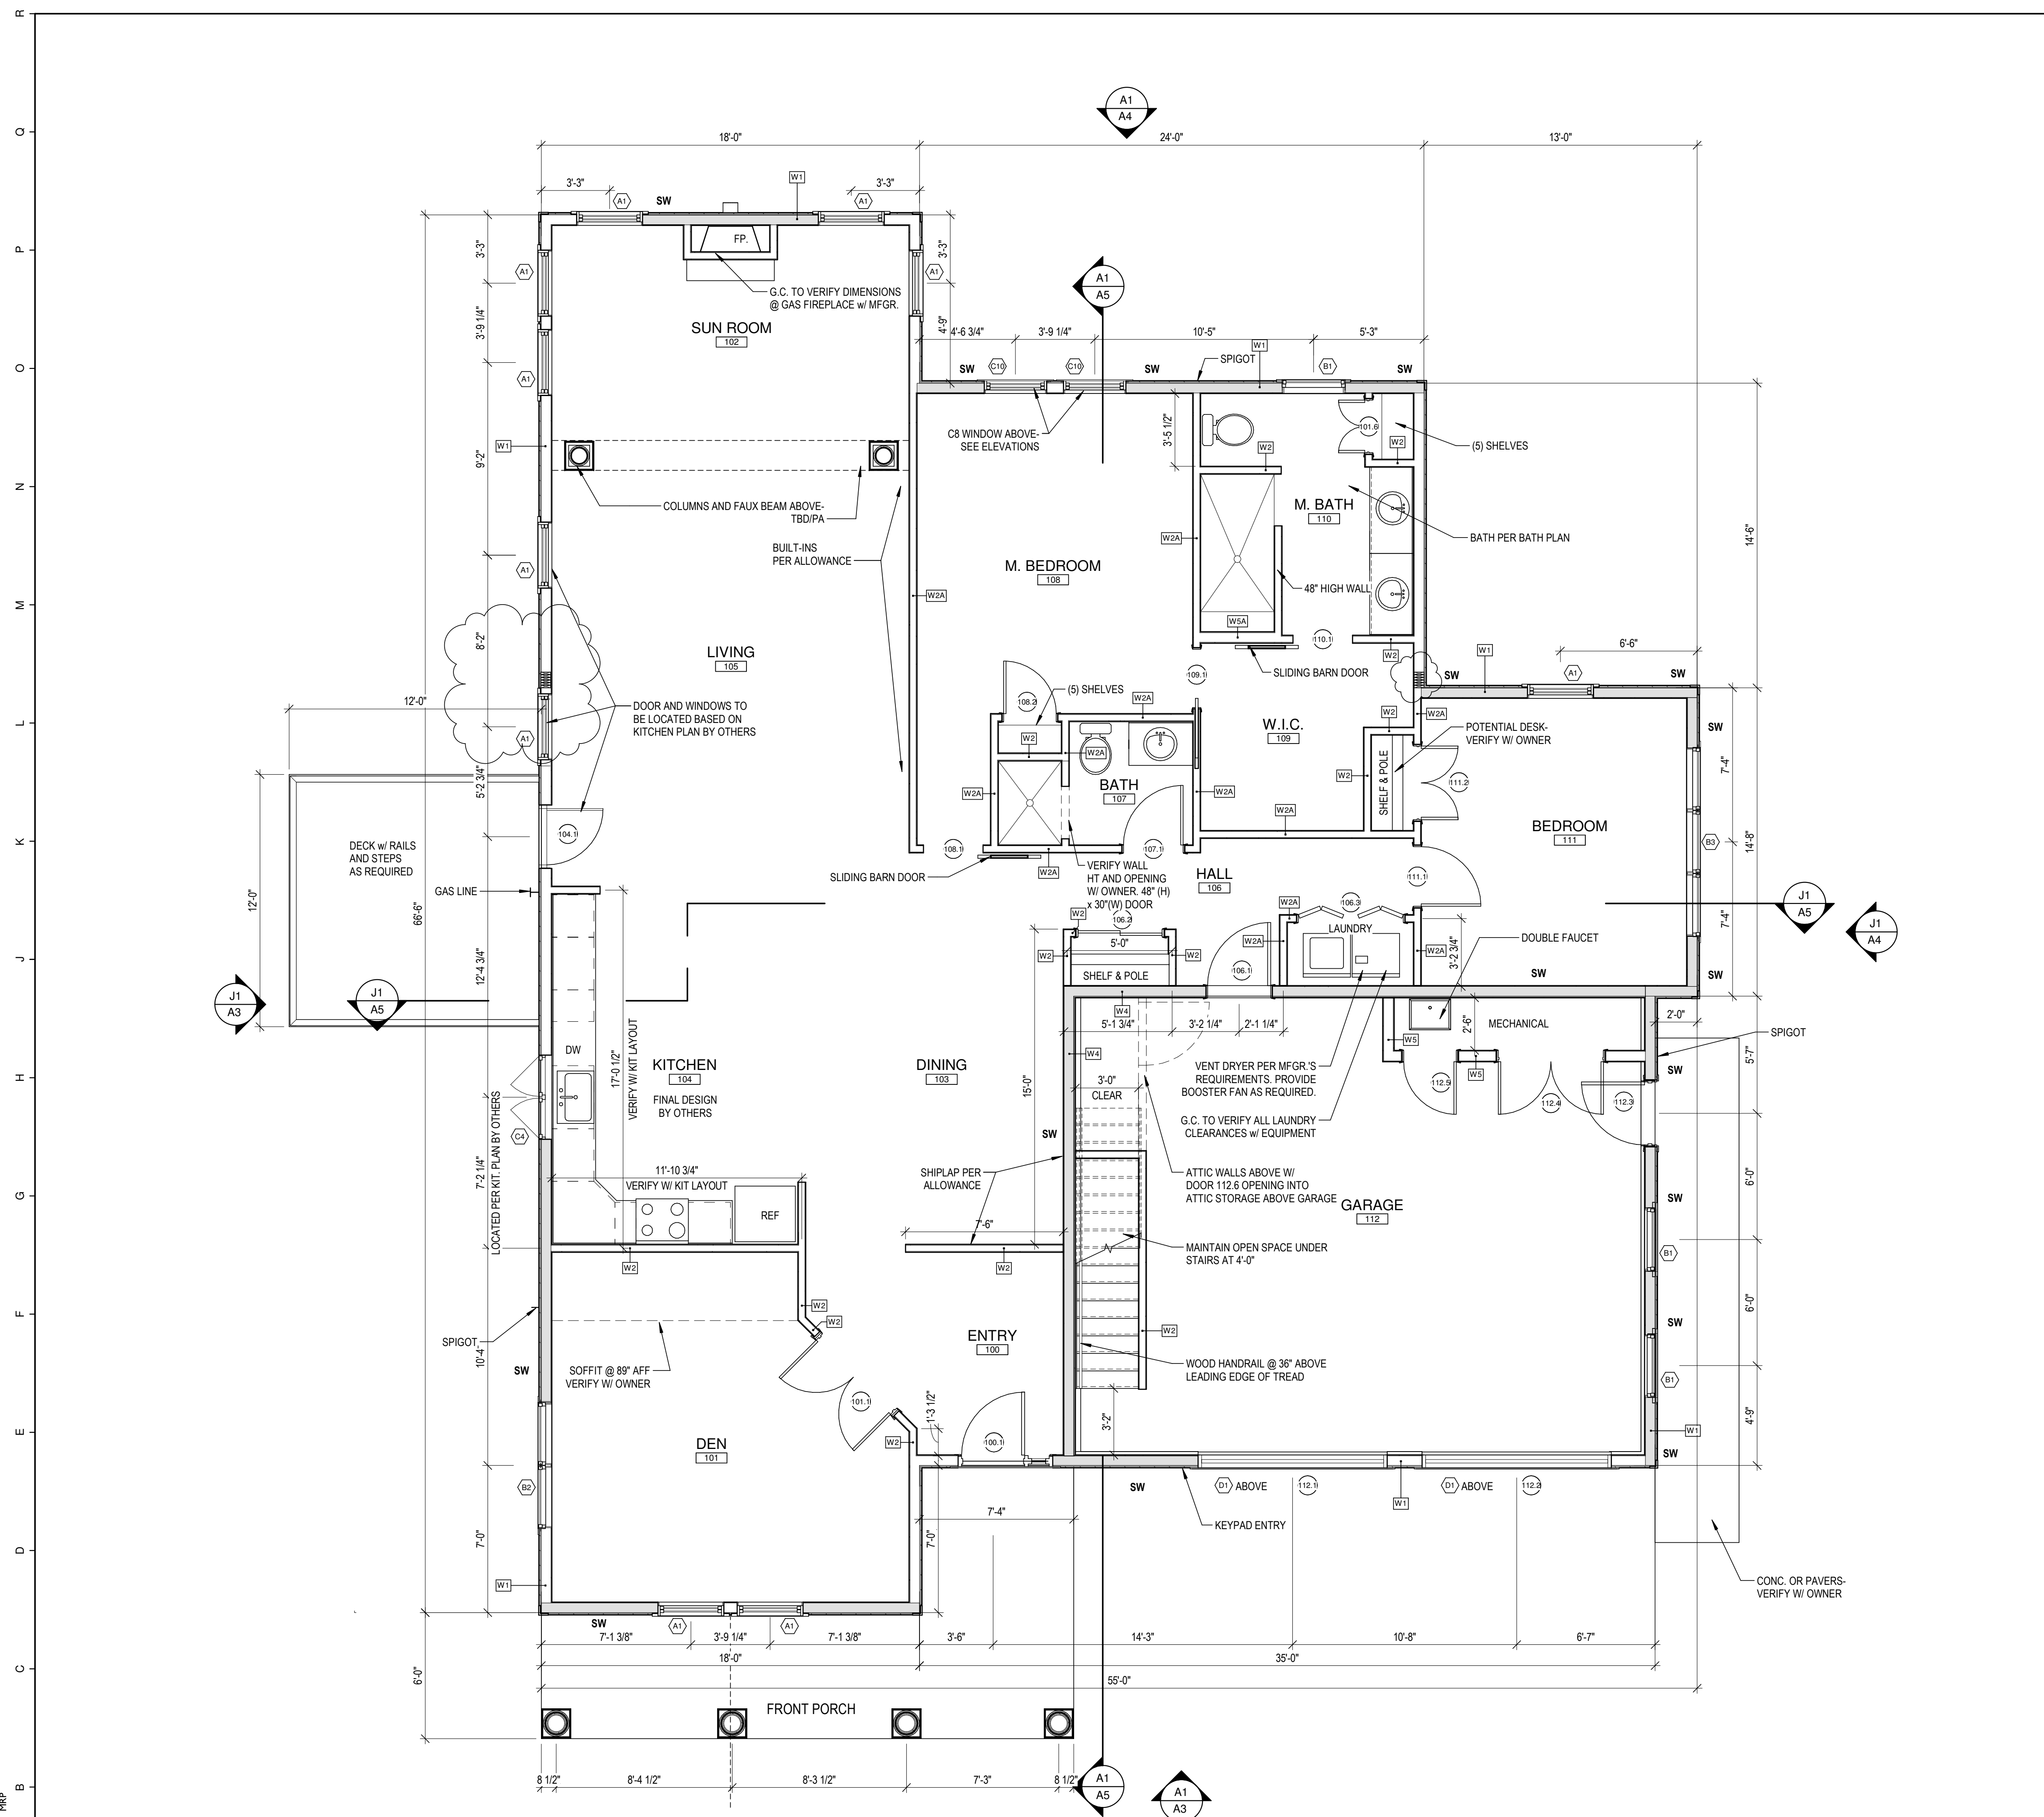 R
Q
P
O
N
M
L
K
J
H
G
F
E
D
C
B
MRP
A1
A4
18'-0"
24'-0"
13'-0"
3'-3"
A1
SW
W1
3'-3"
A1
FP.
3'-3"
A1
3'-3"
A1
G.C. TO VERIFY DIMENSIONS
@ GAS FIREPLACE w/ MFGR.
A1
A5
SUN ROOM
102
3'-9 1/4"
4'-9"
4'-6 3/4"
3'-9 1/4"
10'-5"
5'-3"
W1
SPIGOT
A1
SW
C10
C10
SW
B1
SW
C8 WINDOW ABOVE-
SEE ELEVATIONS
3'-5 1/2"
101.6
W2
(5) SHELVES
W1
9'-2"
W2
COLUMNS AND FAUX BEAM ABOVE-
TBD/PA
M. BATH
110
BATH PER BATH PLAN
14'-6"
BUILT-INS
PER ALLOWANCE
W2A
A1
M. BEDROOM
108
48" HIGH WALL
W2A
W5A
110.1
8'-2"
LIVING
105
W2
SLIDING BARN DOOR
109.1
6'-6"
W1
A1
SW
SW
12'-0"
(5) SHELVES
108.2
W2A
DOOR AND WINDOWS TO
BE LOCATED BASED ON
KITCHEN PLAN BY OTHERS
W.I.C.
109
W2
W2A
POTENTIAL DESK-
VERIFY W/ OWNER
SW
A1
W2
W2A
5'-2 3/4"
BATH
107
W2A
W2A
W2
SHELF & POLE
111.2
7'-4"
W2A
104.1
BEDROOM
111
B3
14'-8"
DECK w/ RAILS
AND STEPS
AS REQUIRED
108.1
107.1
W2A
SLIDING BARN DOOR
VERIFY WALL
HT AND OPENING
W/ OWNER. 48" (H)
x 30"(W) DOOR
HALL
106
111.1
GAS LINE
12'-0"
66'-6"
W2A
106.3
W2
106.2
LAUNDRY
J1
A5
J1
A4
7'-4"
5'-0"
W2A
W2A
3'-2 3/4"
DOUBLE FAUCET
W2
W2
12'-4 3/4"
SHELF & POLE
106.1
SW
SW
J1
A3
J1
A5
W4
5'-1 3/4"
3'-2 1/4"
2'-1 1/4"
2'-6"
MECHANICAL
2'-0"
SPIGOT
W5
W4
DW
KITCHEN
104
FINAL DESIGN
BY OTHERS
17'-0 1/2"
VERIFY W/ KIT LAYOUT
DINING
103
15'-0"
3'-0"
CLEAR
VENT DRYER PER MFGR.'S
REQUIREMENTS. PROVIDE
BOOSTER FAN AS REQUIRED.
W5
112.5
112.4
112.3
5'-7"
SW
G.C. TO VERIFY ALL LAUNDRY
CLEARANCES w/ EQUIPMENT
C4
LOCATED PER KIT. PLAN BY OTHERS
SW
7'-2 1/4"
11'-10 3/4"
VERIFY W/ KIT LAYOUT
SHIPLAP PER
ALLOWANCE
ATTIC WALLS ABOVE W/
DOOR 112.6 OPENING INTO
ATTIC STORAGE ABOVE GARAGE
6'-0"
SW
REF
7'-6"
GARAGE
112
MAINTAIN OPEN SPACE UNDER
STAIRS AT 4'-0"
B1
W2
W2
W2
W2
W2
6'-0"
SW
SPIGOT
ENTRY
100
10'-4"
SW
SOFFIT @ 89" AFF
VERIFY W/ OWNER
WOOD HANDRAIL @ 36" ABOVE
LEADING EDGE OF TREAD
B1
101.1
1'-3 1/2"
3'-2"
4'-9"
DEN
101
W2
100.1
W1
SW
B2
SW
D1
ABOVE
112.1
W1
D1
ABOVE
112.2
7'-4"
KEYPAD ENTRY
7'-0"
7'-0"
W1
CONC. OR PAVERS-
VERIFY W/ OWNER
SW
A1
A1
7'-1 3/8"
3'-9 1/4"
7'-1 3/8"
3'-6"
14'-3"
10'-8"
6'-7"
18'-0"
35'-0"
55'-0"
6'-0"
FRONT PORCH
8 1/2"
8'-4 1/2"
8'-3 1/2"
7'-3"
8 1/2"
A1
A5
A1
A3